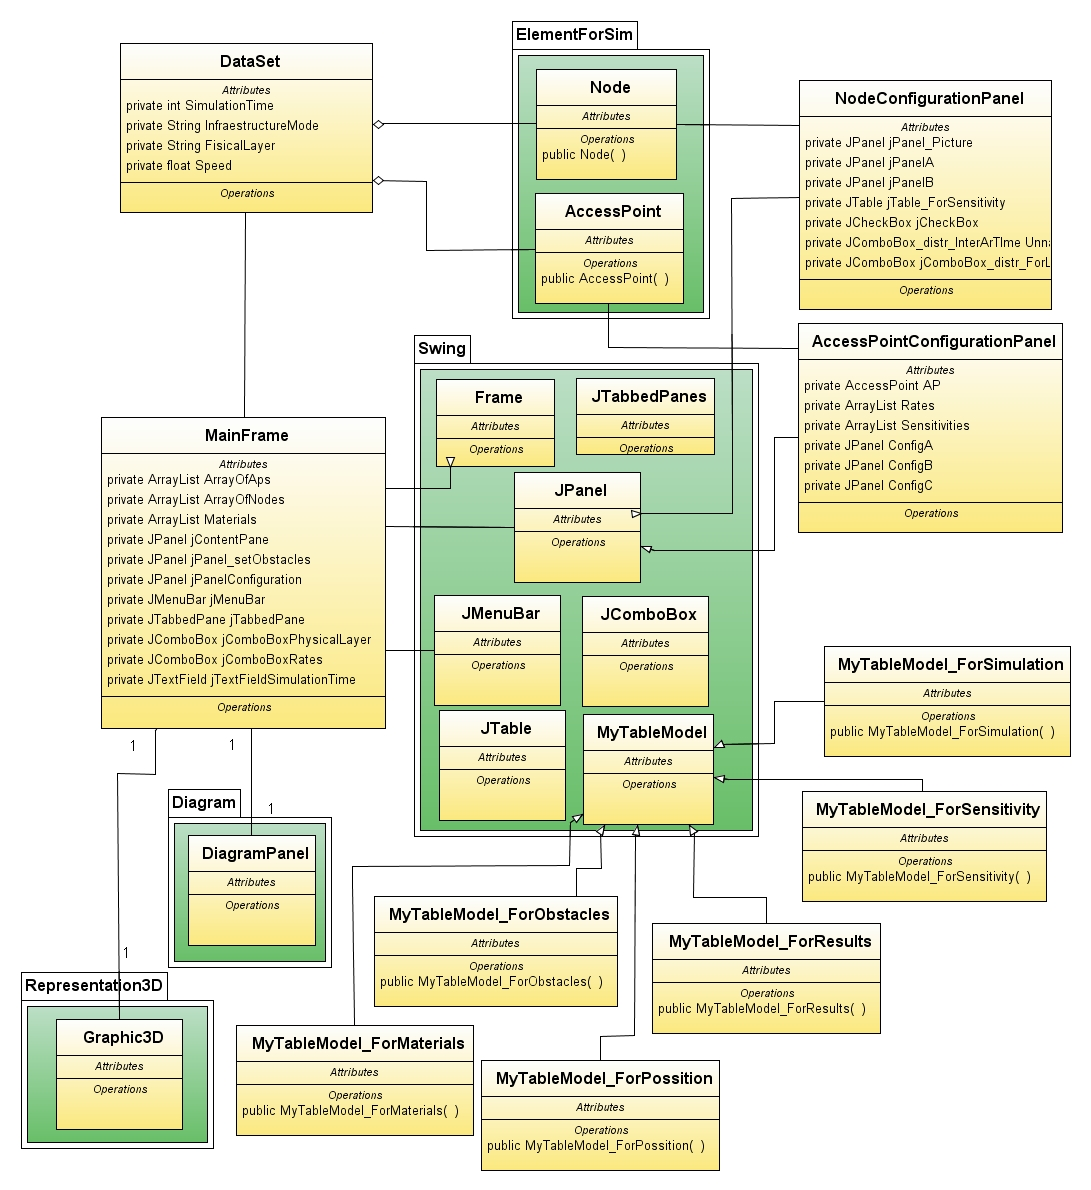 ElementForSim
DataSet
Attributes
private int SimulationTime
private String InfraestructureMode
private String FisicalLayer
private float Speed
Operations
Node
Attributes
Operations
public Node( )
AccessPoint
Attributes
Operations
public AccessPoint( )
NodeConfigurationPanel
Attributes
private JPanel jPanel_Picture
private JPanel jPanelA
private JPanel jPanelB
private JTable jTable_ForSensitivity
private JCheckBox jCheckBox
private JComboBox_distr_InterArTIme Unna
private JComboBox jComboBox_distr_ForL
Operations
AccessPointConfigurationPanel
Attributes
private AccessPoint AP
private ArrayList Rates
private ArrayList Sensitivities
private JPanel ConfigA
private JPanel ConfigB
private JPanel ConfigC
Operations
Swing
Frame
Attributes
Operations
JTabbedPanes
Attributes
Operations
JPanel
Attributes
Operations
MainFrame
Attributes
private ArrayList ArrayOfAps
private ArrayList ArrayOfNodes
private ArrayList Materials
private JPanel jContentPane
private JPanel jPanel_setObstacles
private JPanel jPanelConfiguration
private JMenuBar jMenuBar
private JTabbedPane jTabbedPane
private JComboBox jComboBoxPhysicalLayer
private JComboBox jComboBoxRates
private JTextField jTextFieldSimulationTime
Operations
JMenuBar
Attributes
Operations
JComboBox
Attributes
Operations
JTable
Attributes
Operations
MyTableModel
Attributes
Operations
MyTableModel_ForSimulation
Attributes
Operations
public MyTableModel_ForSimulation( )
MyTableModel_ForSensitivity
Attributes
Operations
public MyTableModel_ForSensitivity( )
1
1
Diagram
1
DiagramPanel
Attributes
Operations
1
Representation3D
Graphic3D
Attributes
Operations
MyTableModel_ForObstacles
Attributes
Operations
public MyTableModel_ForObstacles( )
MyTableModel_ForResults
Attributes
Operations
public MyTableModel_ForResults( )
MyTableModel_ForMaterials
Attributes
Operations
public MyTableModel_ForMaterials( )
MyTableModel_ForPossition
Attributes
Operations
public MyTableModel_ForPossition( )